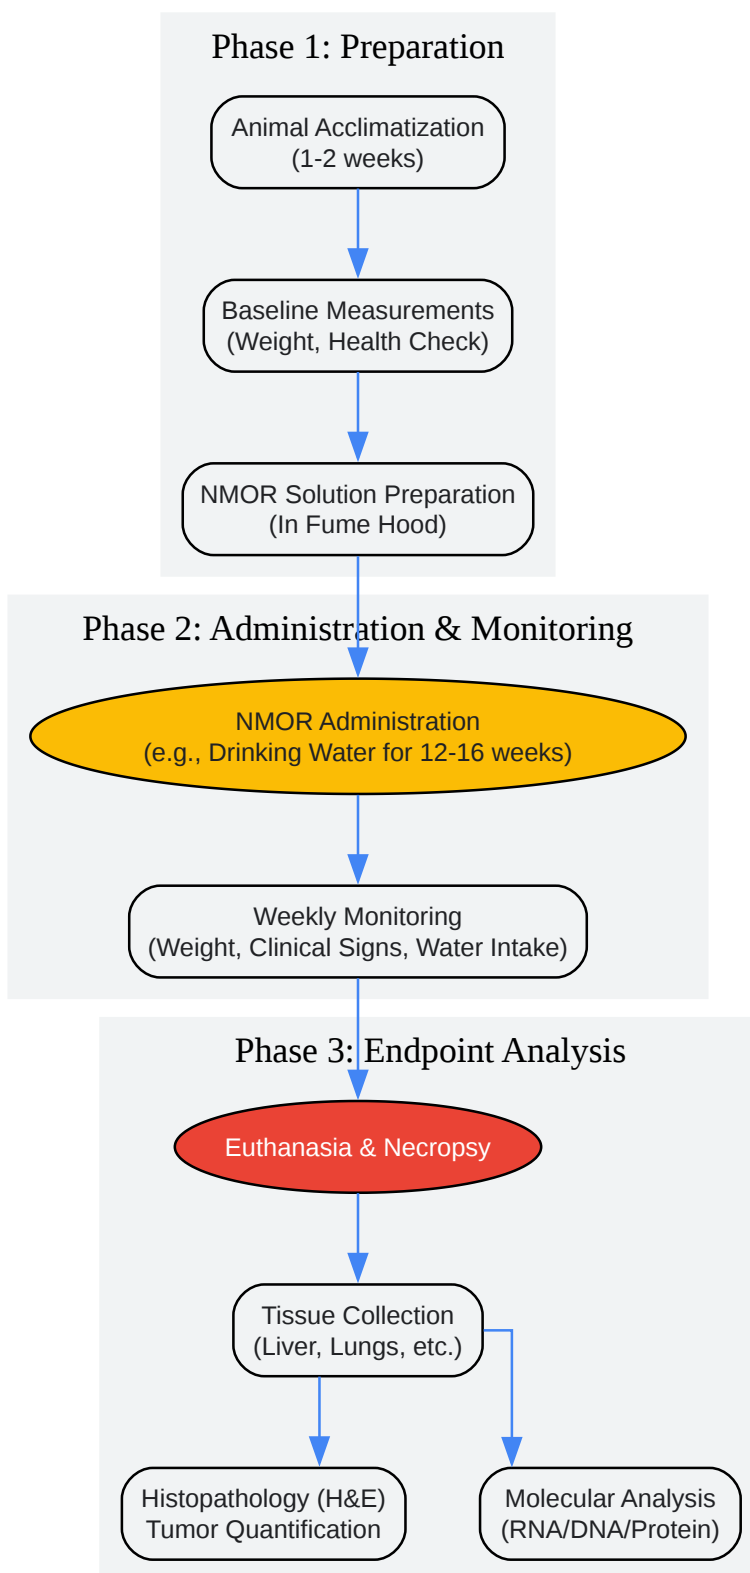 Phase 1: Preparation
Animal Acclimatization
(1-2 weeks)
Baseline Measurements
(Weight, Health Check)
NMOR Solution Preparation
(In Fume Hood)
Phase 2: Administration & Monitoring
NMOR Administration
(e.g., Drinking Water for 12-16 weeks)
Weekly Monitoring
(Weight, Clinical Signs, Water Intake)
Phase 3: Endpoint Analysis
Euthanasia & Necropsy
Tissue Collection
(Liver, Lungs, etc.)
Histopathology (H&E)
Tumor Quantification
Molecular Analysis
(RNA/DNA/Protein)